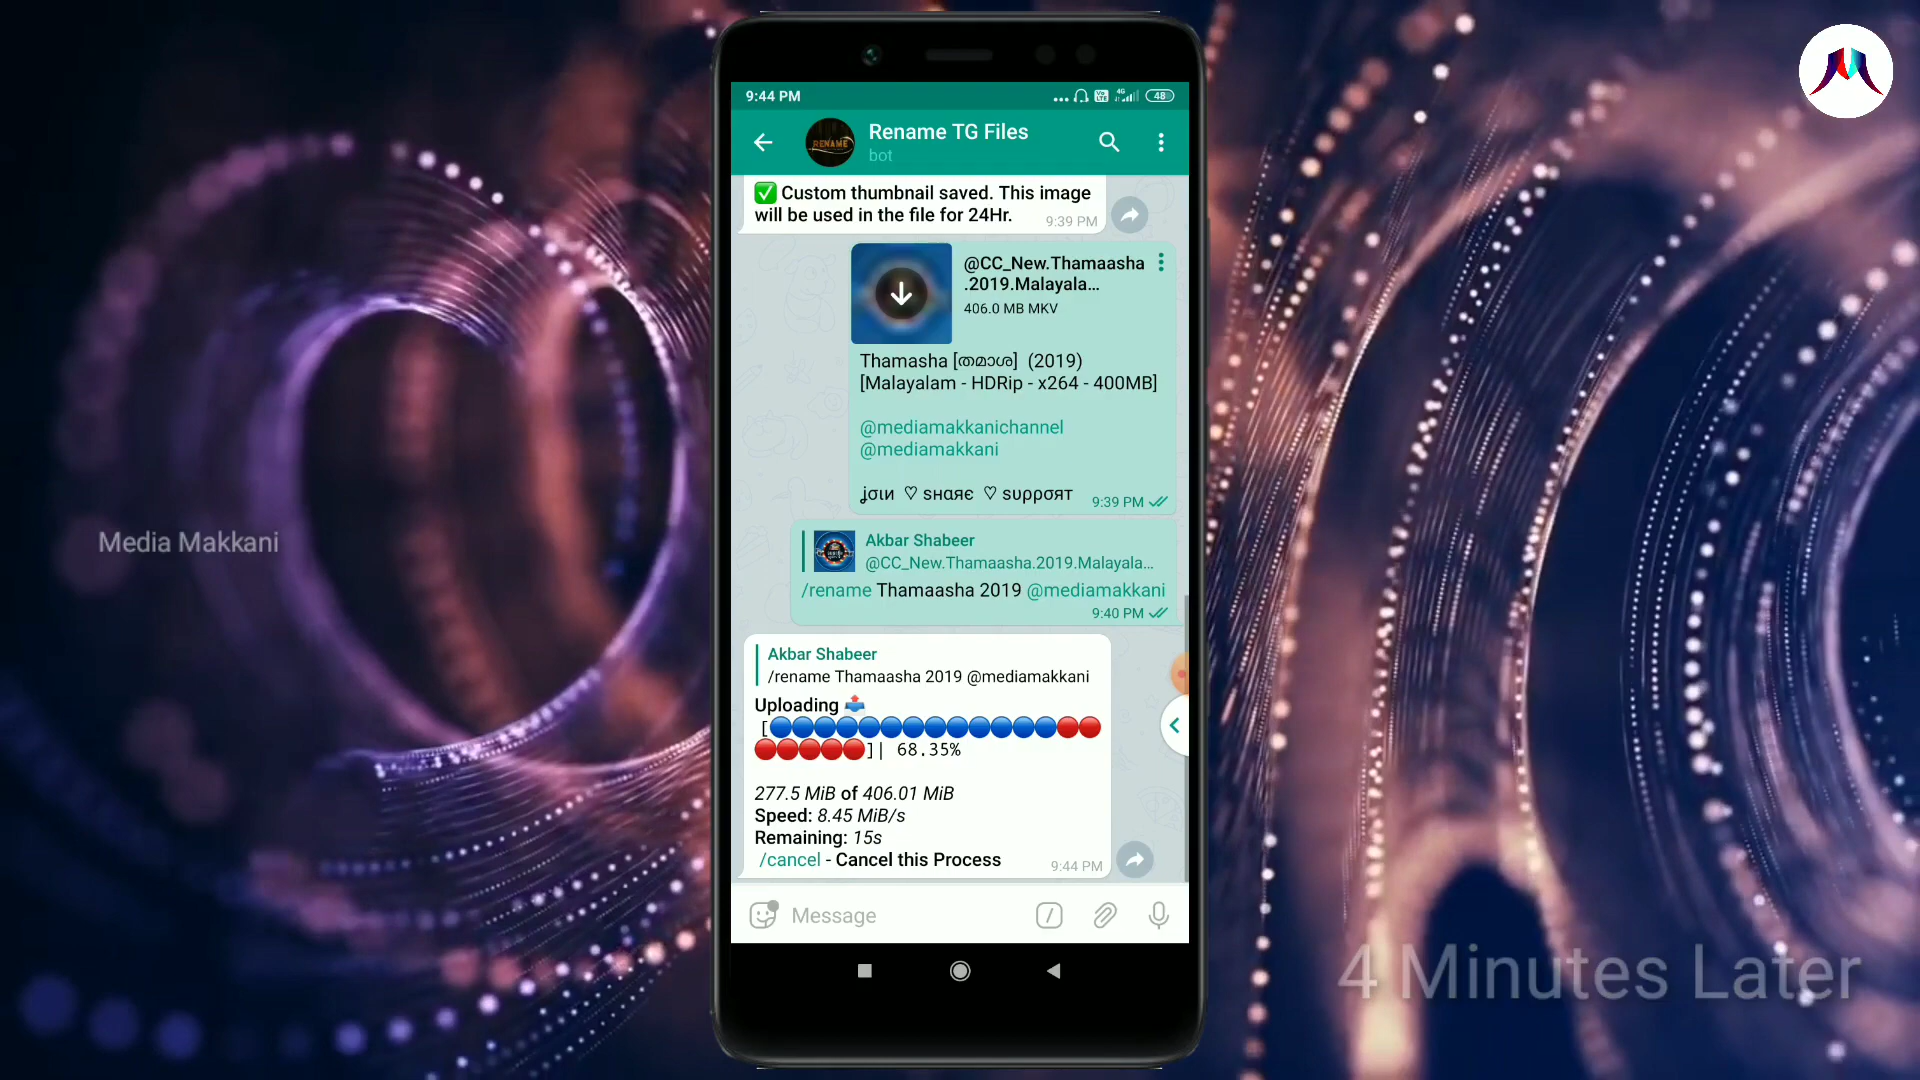 9:44 PM
4G
48
Rename TG Files
bot
RENAME
✅ Custom thumbnail saved. This image
will be used in the file for 24Hr.
9:39 PM
@CC_New.Thamaasha
.2019.Malayala...
406.0 MB MKV
Thamasha [തമാശ] (2019)
[Malayalam - HDRip - x264 - 400MB]
@mediamakkanichannel
@mediamakkani
ʝσιи ♡ ѕнαяє ♡ ѕυρρσят
9:39 PM
Akbar Shabeer
@CC_New.Thamaasha.2019.Malayala...
/rename Thamaasha 2019 @mediamakkani
9:40 PM
Akbar Shabeer
/rename Thamaasha 2019 @mediamakkani
Uploading 📤
[🔵🔵🔵🔵🔵🔵🔵🔵🔵🔵🔵🔵🔵🔴🔴
🔴🔴🔴🔴🔴]| 68.35%
277.5 MiB of 406.01 MiB
Speed: 8.45 MiB/s
Remaining: 15s
/cancel - Cancel this Process
9:44 PM
Message
Media Makkani
4 Minutes Later